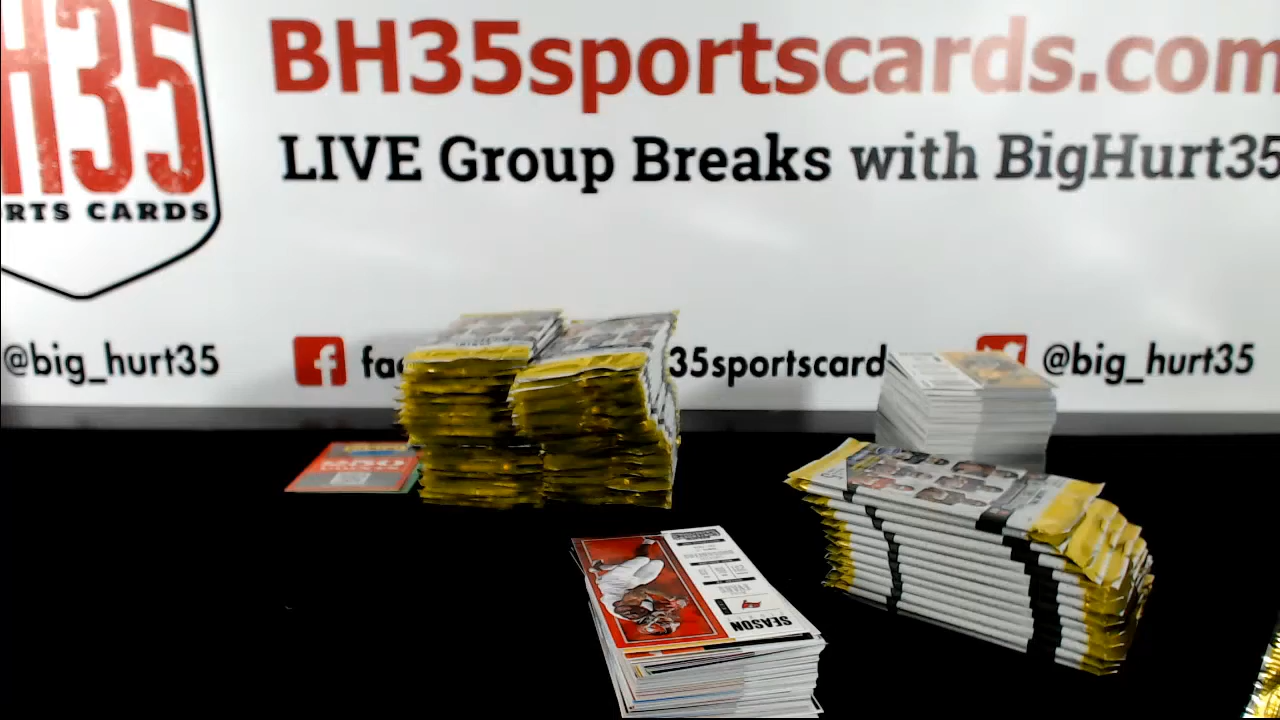 H35
RTS CARDS
BH35sportscards.com
LIVE Group Breaks with BigHurt35
@big_hurt35
f
35sportscard
@big_hurt35
SEASON